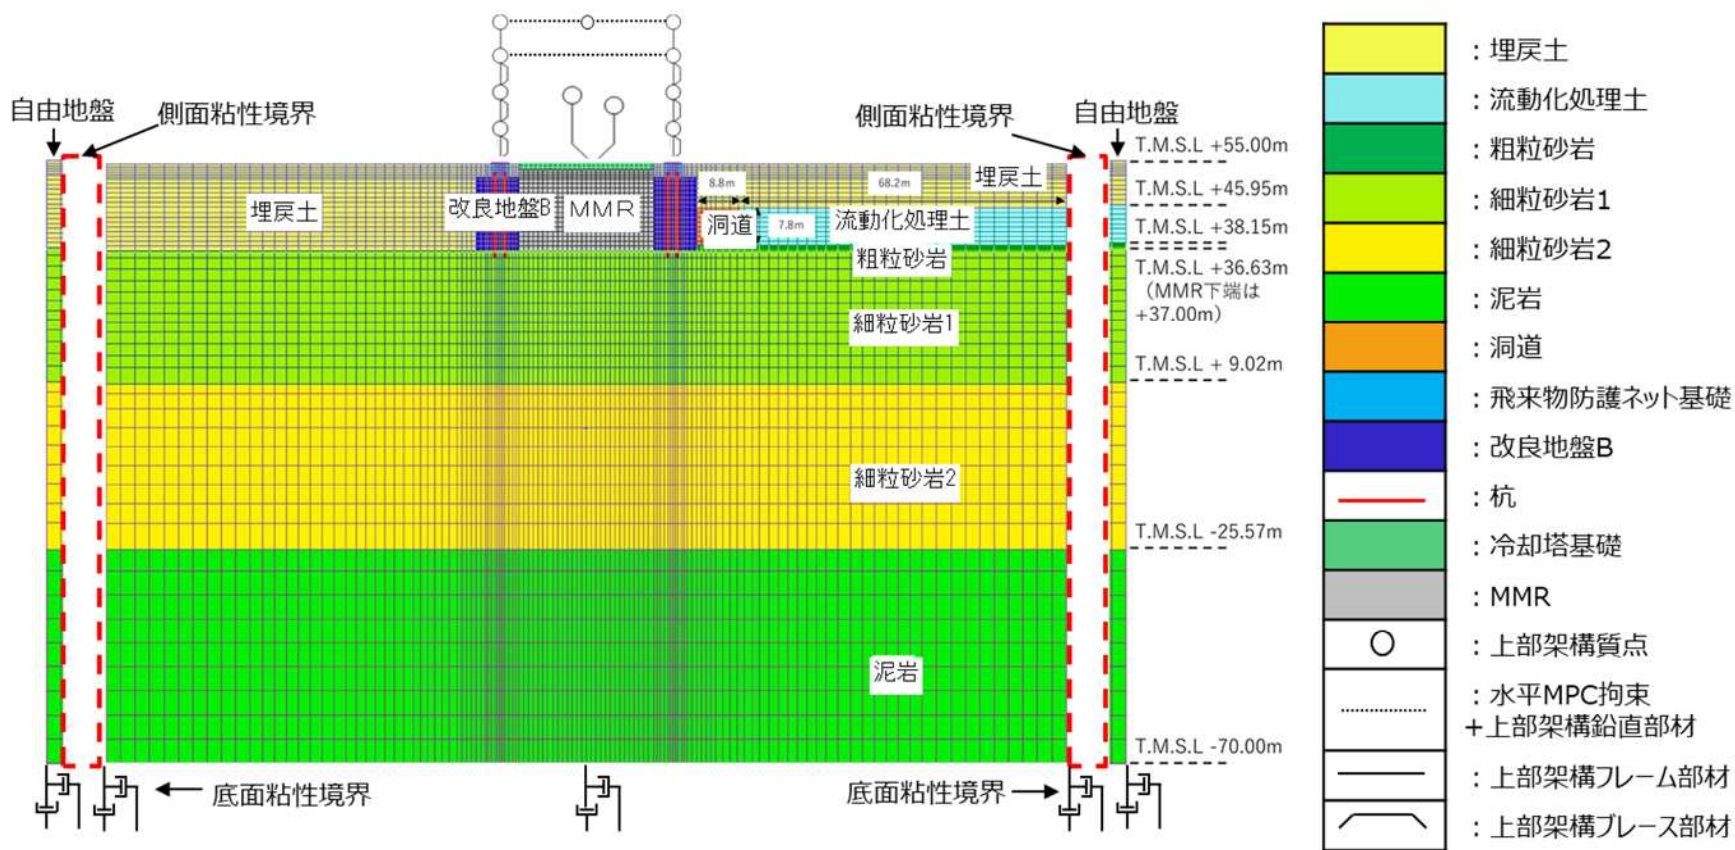 自由地盤
側面粘性境界
側面粘性境界
自由地盤
T.M.S.L +55.00m
T.M.S.L +45.95m
T.M.S.L +38.15m
T.M.S.L +36.63m
（MMR下端は
+37.00m）
T.M.S.L + 9.02m
T.M.S.L -25.57m
T.M.S.L -70.00m
埋戻土
8.8m
68.2m
埋戻土
改良地盤B
MMR
洞道
7.8m
流動化処理土
粗粒砂岩
細粒砂岩1
細粒砂岩2
泥岩
底面粘性境界
底面粘性境界
：埋戻土
：流動化処理土
：粗粒砂岩
：細粒砂岩1
：細粒砂岩2
：泥岩
：洞道
：飛来物防護ネット基礎
：改良地盤B
：杭
：冷却塔基礎
：MMR
：上部架構質点
：水平MPC拘束
+上部架構鉛直部材
：上部架構フレーム部材
：上部架構ブレース部材